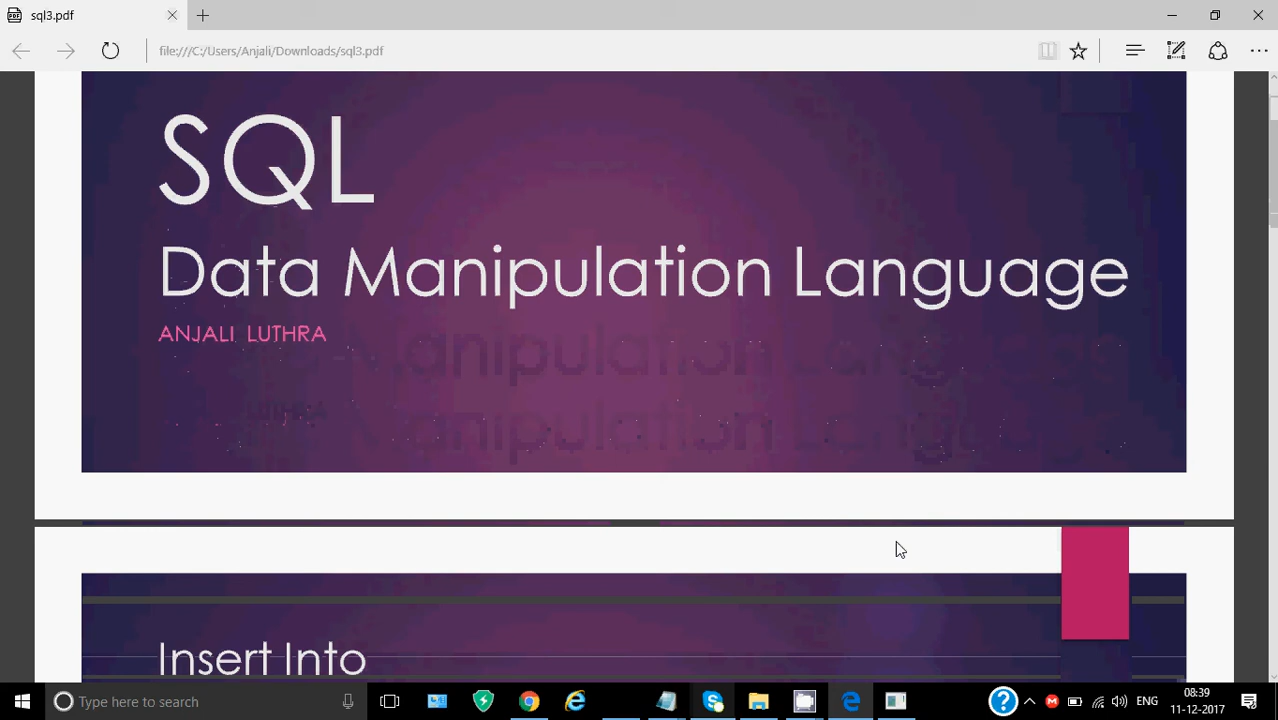 sql3.pdf
file:///C:/Users/Anjali/Downloads/sql3.pdf
SQL
Data Manipulation Language
ANJALI LUTHRA
Insert Into
Type here to search
ENG
08:39
11-12-2017